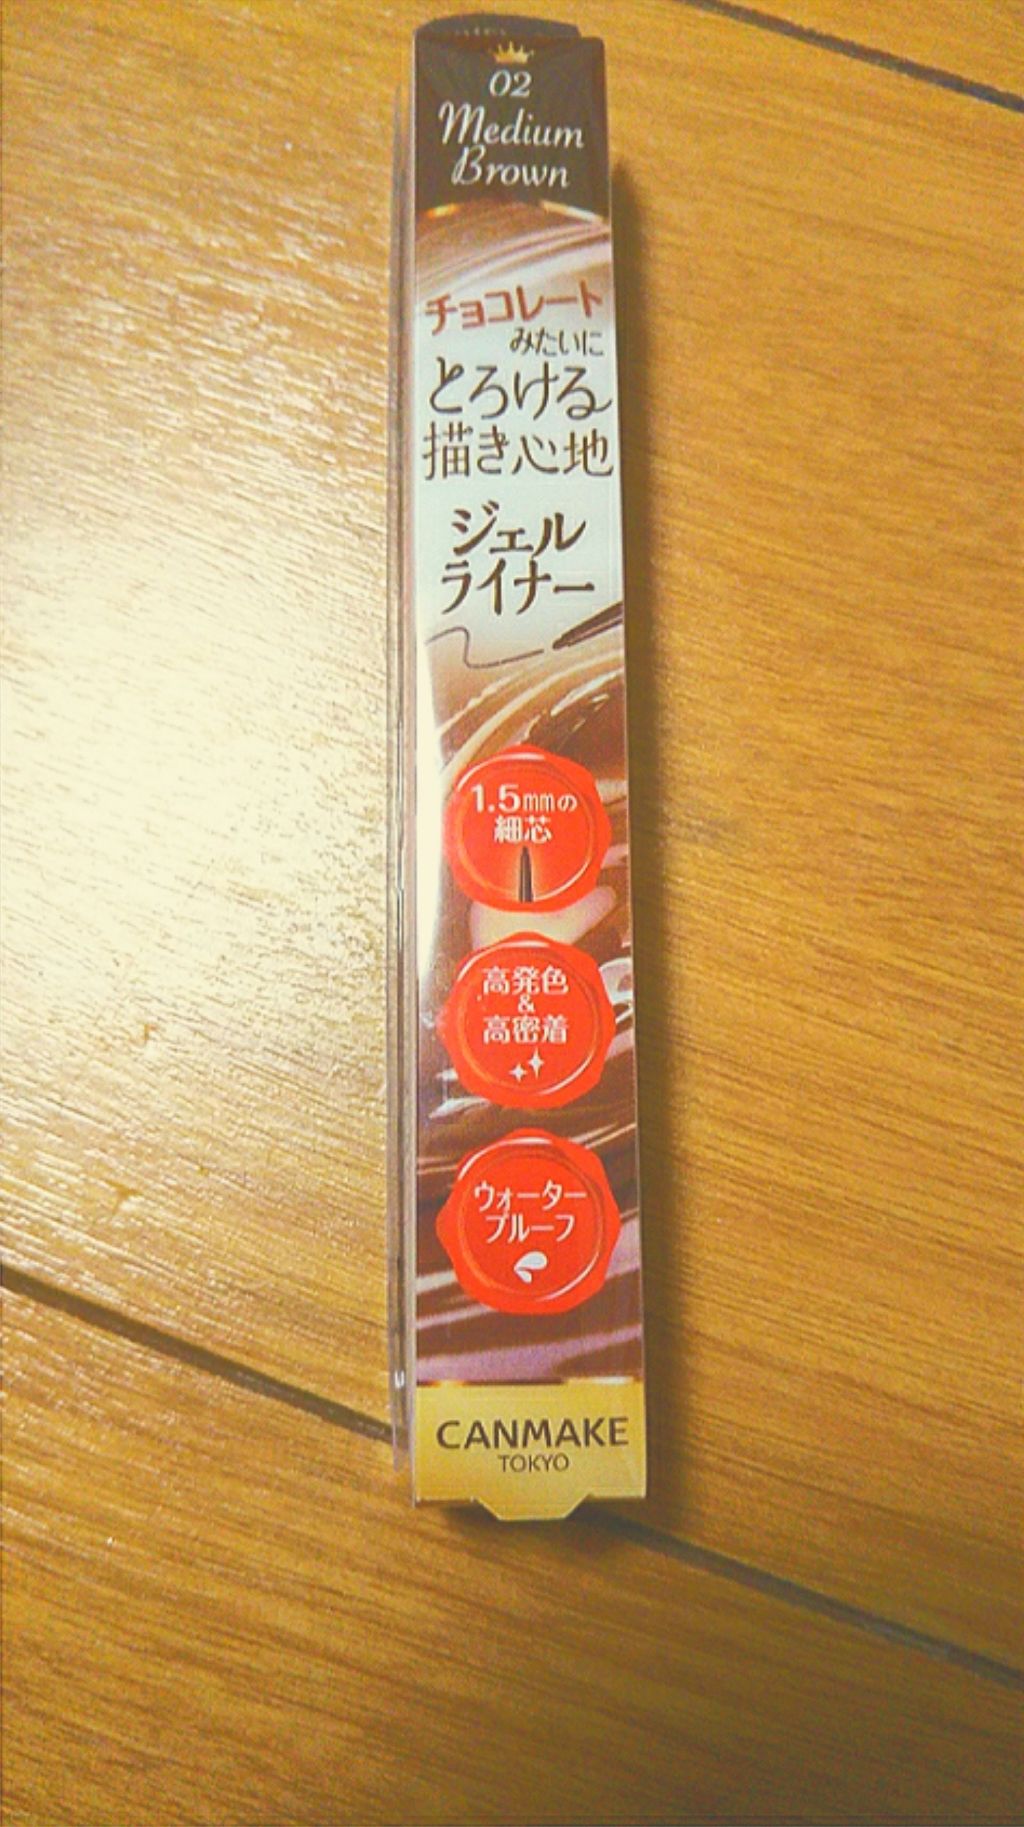 02
Medium
Brown
チョコレート
みたいに
とろける
描き心地
ジェル
ライナー
1.5mmの
細芯
高発色
&
高密着
ウォーター
プルーフ
CANMAKE
TOKYO